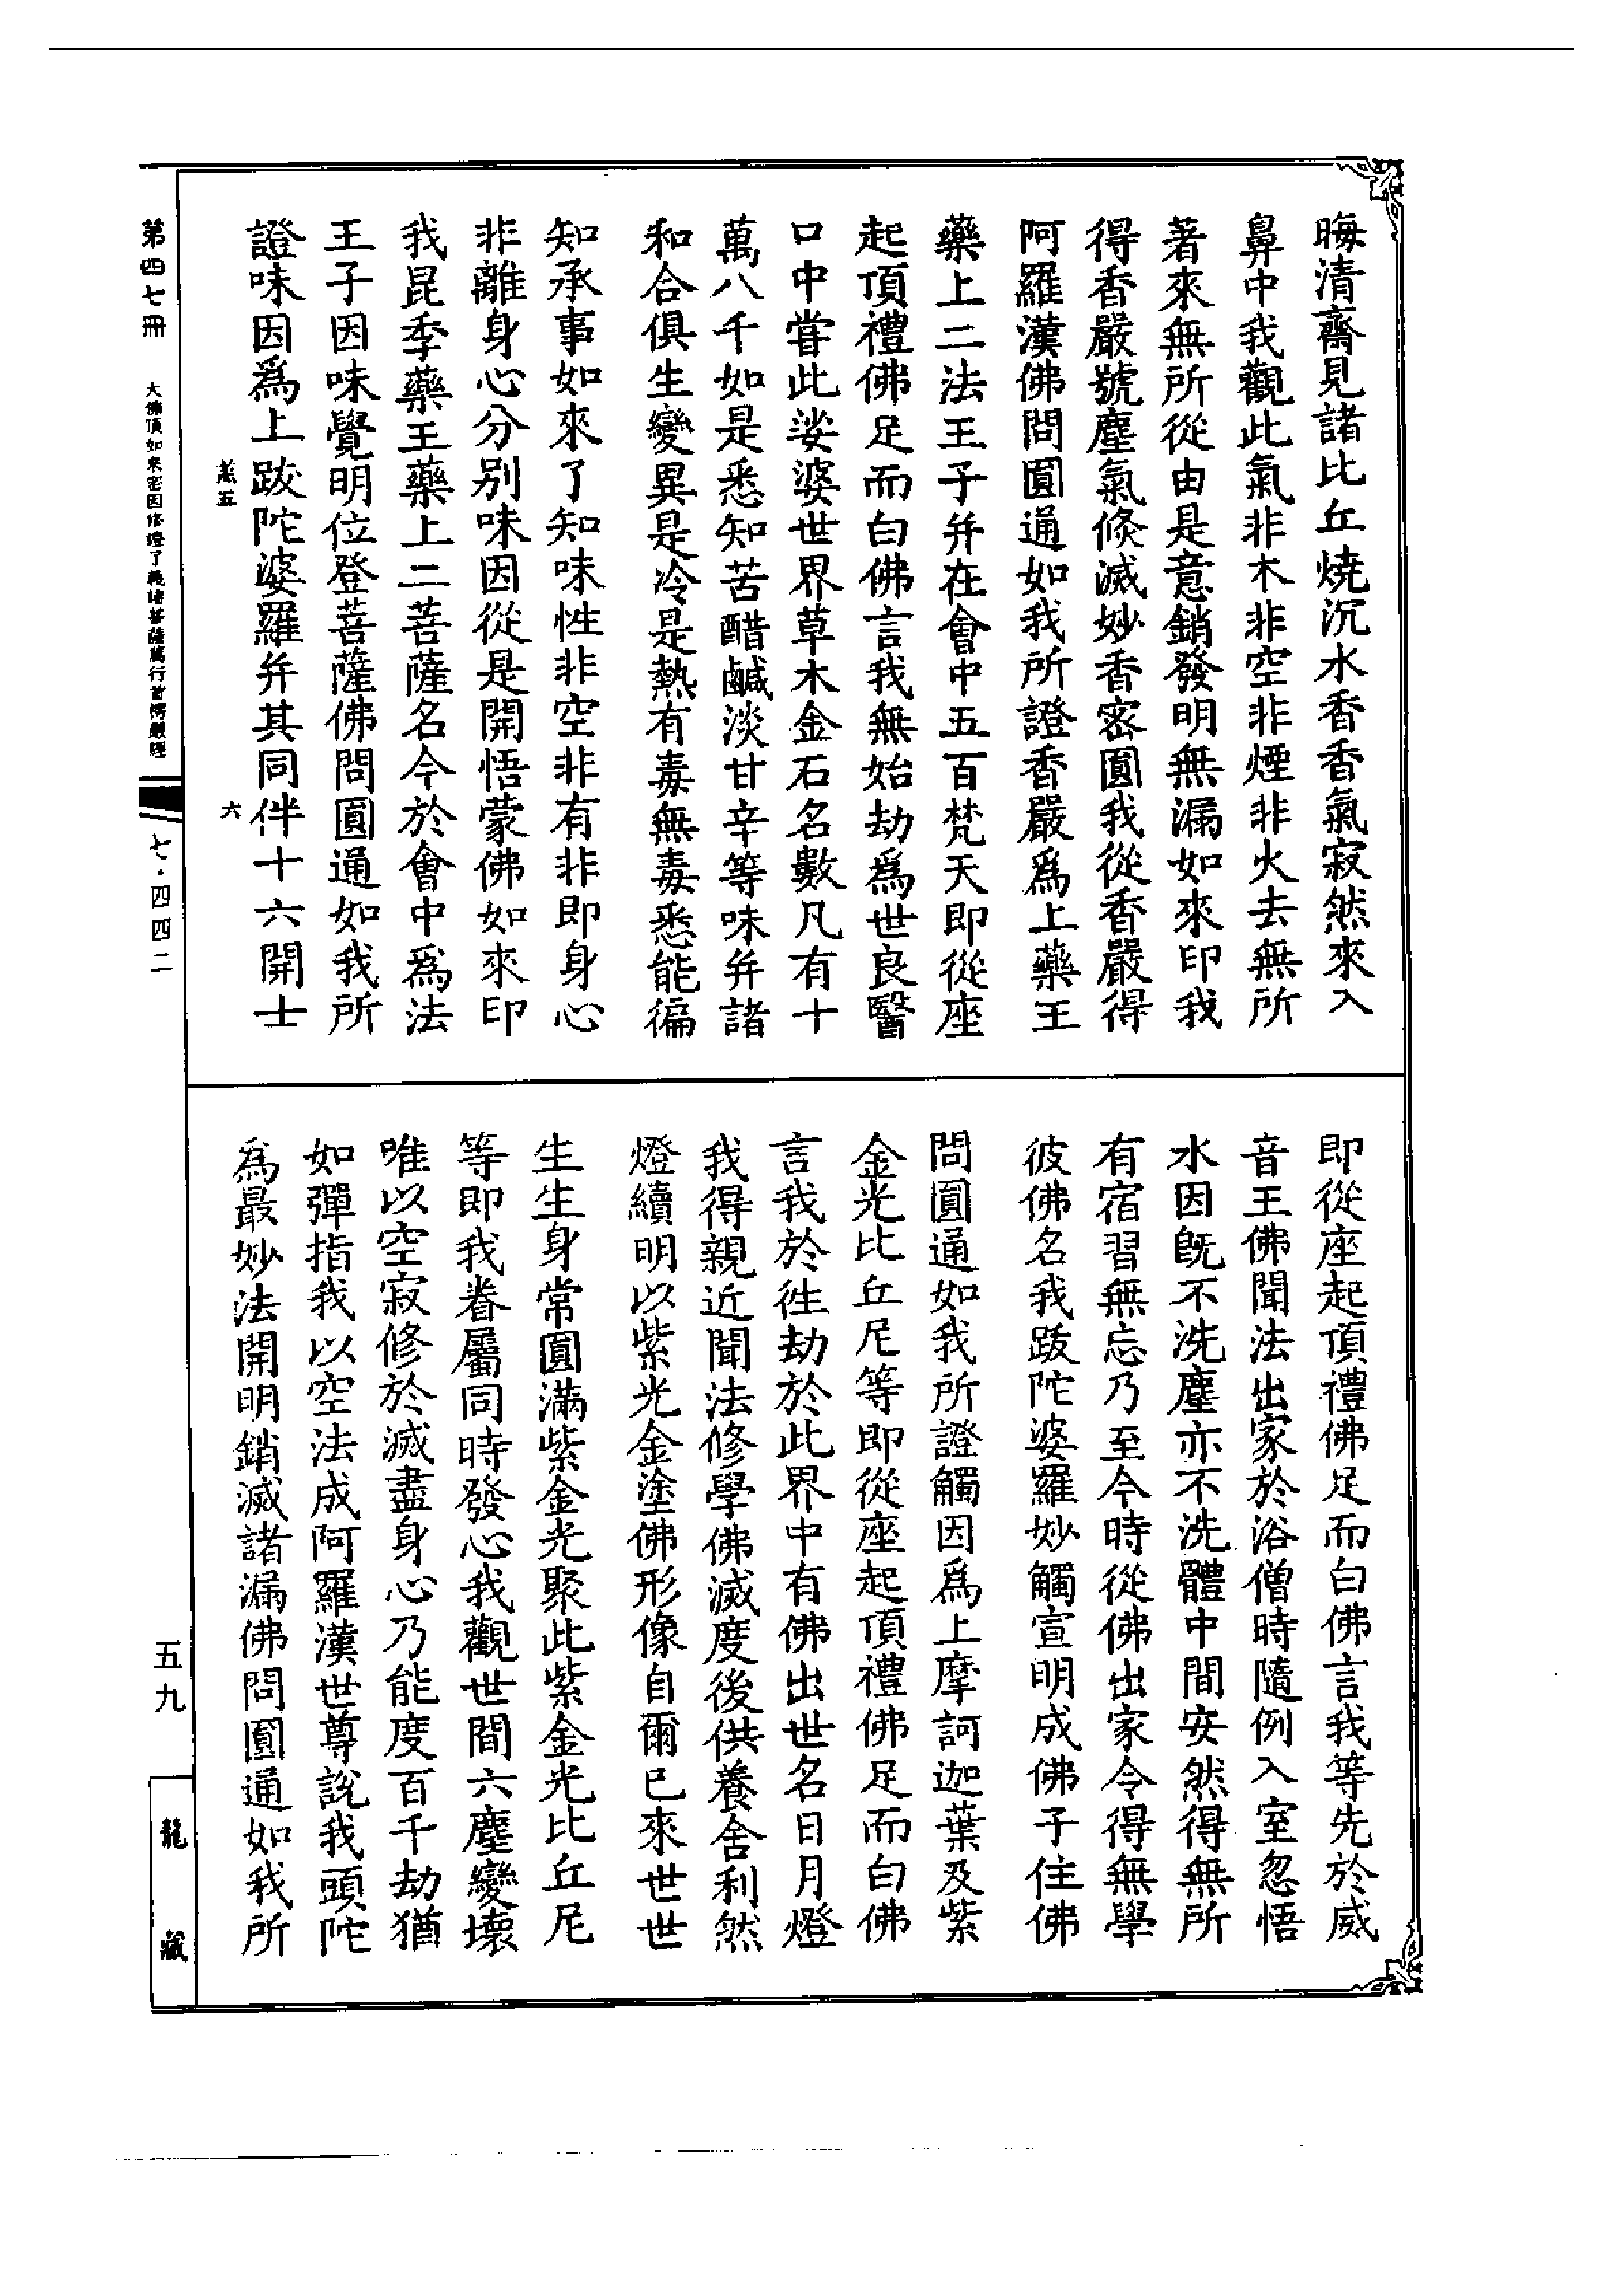 晦清齋見諸比丘燒沉水香香氣寂然來入
鼻中我觀此氣非木非空非煙非火去無所
著來無所從由是意銷發明無漏如來印我
得香嚴號塵氣倏滅妙香密圓我從香嚴得
阿羅漢佛問圓通如我所證香嚴爲上藥王
藥上二法王子并在會中五百梵天即從座
起頂禮佛足而白佛言我無始劫爲世良醫
口中嘗此娑婆世界草木金石名數凡有十
萬八千如是悉知苦醋鹹淡甘辛等味并諸
和合俱生變異是冷是熱有毒無毒悉能徧
知承事如來了知味性非空非有非即身心
非離身心分別味因從是開悟蒙佛如來印
我昆季藥王藥上二菩薩名今於會中爲法
王子因味覺明位登菩薩佛問圓通如我所
證味因爲上跋陀婆羅并其同伴十六開士
即從座起頂禮佛足而白佛言我等先於威
音王佛聞法出家於浴僧時隨例入室忽悟
水因既不洗塵亦不洗體中間安然得無所
有宿習無忘乃至今時從佛出家令得無學
彼佛名我跋陀婆羅妙觸宣明成佛子住佛
問圓通如我所證觸因爲上摩訶迦葉及紫
金光比丘尼等即從座起頂禮佛足而白佛
言我於往劫於此界中有佛出世名日月燈
我得親近聞法修學佛滅度後供養舍利然
燈續明以紫光金塗佛形像自爾已來世世
生生身常圓滿紫金光聚此紫金光比丘尼
等即我眷屬同時發心我觀世間六塵變壞
唯以空寂修於滅盡身心乃能度百千劫猶
如彈指我以空法成阿羅漢世尊說我頭陀
爲最妙法開明銷滅諸漏佛問圓通如我所
五
六
第四七冊
大佛頂如來密因修證了義諸菩薩萬行首楞嚴經
七·四四二
五九
龍藏